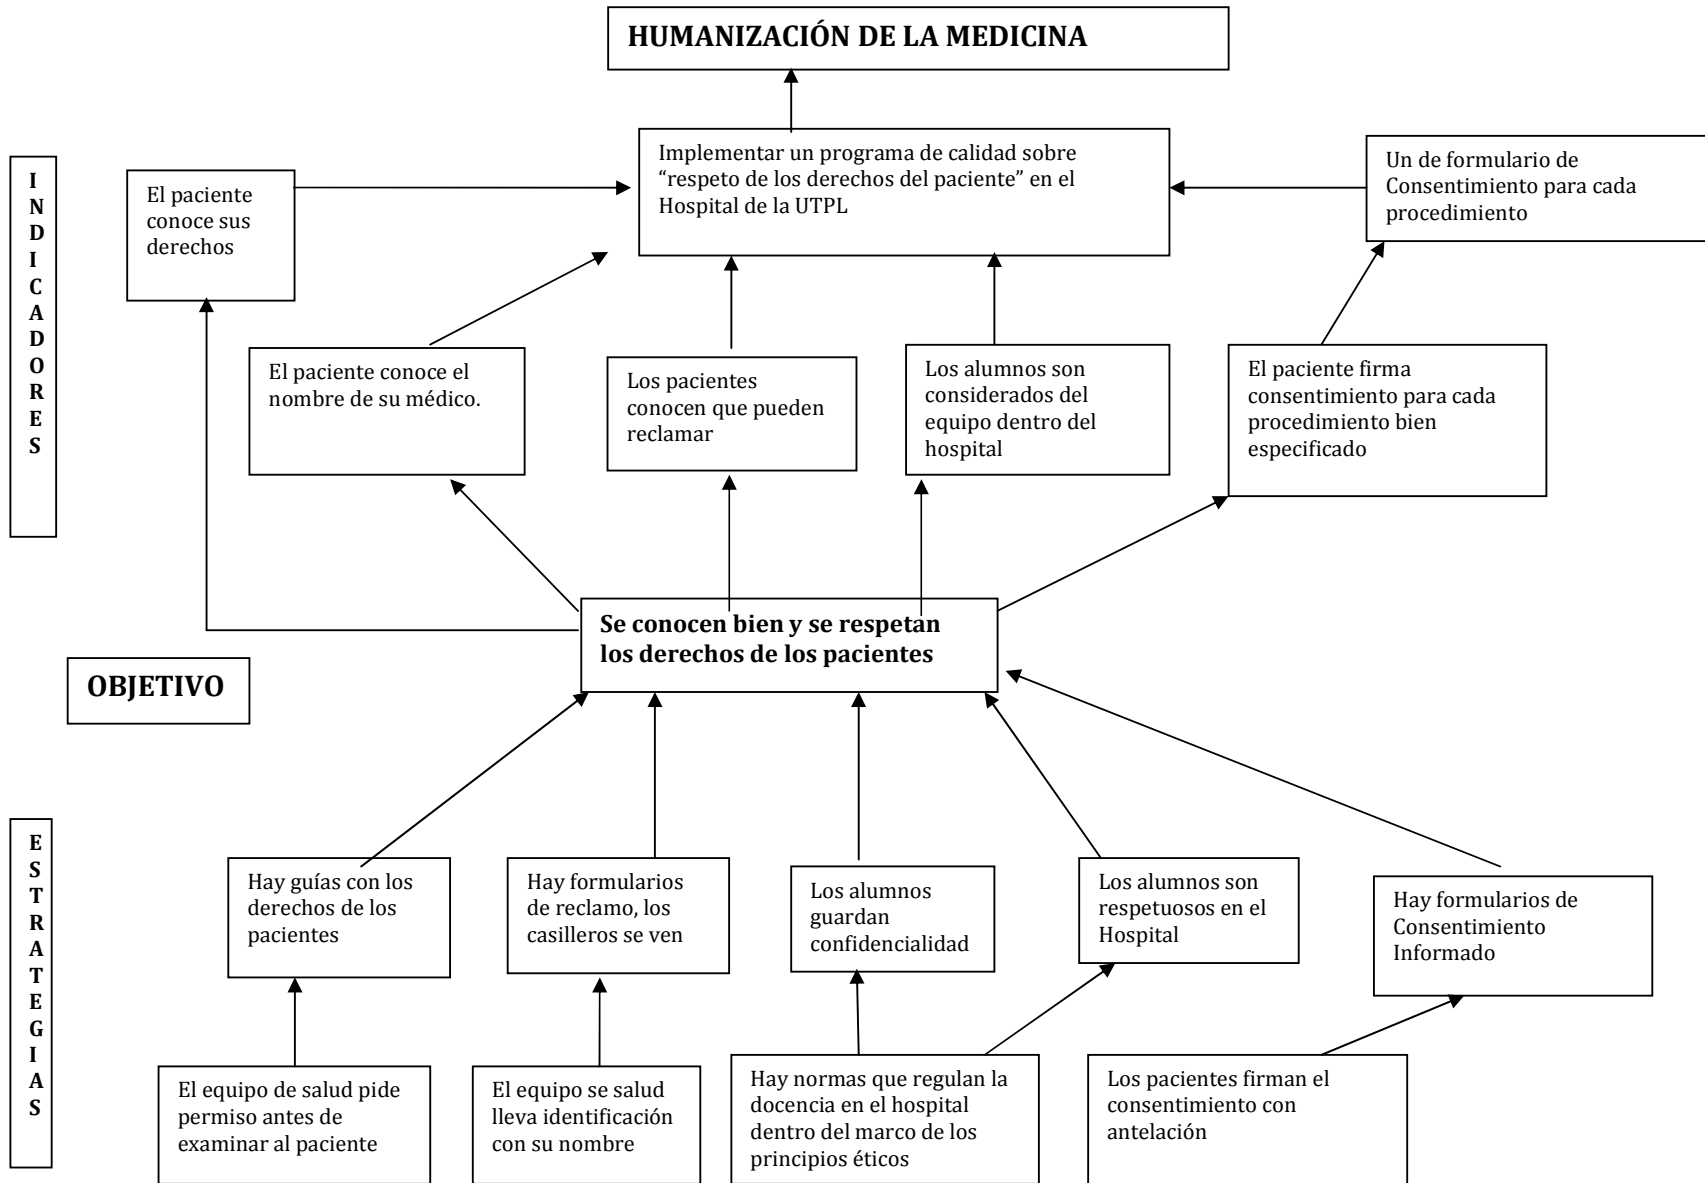 HUMANIZACIÓN DE LA MEDICINA
INDICADORES
El paciente
conoce sus
derechos
Implementar un programa de calidad sobre
“respeto de los derechos del paciente” en el
Hospital de la UTPL
Un de formulario de
Consentimiento para cada
procedimiento
El paciente conoce el
nombre de su médico.
Los pacientes
conocen que pueden
reclamar
Los alumnos son
considerados del
equipo dentro del
hospital
El paciente firma
consentimiento para cada
procedimiento bien
especificado
Se conocen bien y se respetan
los derechos de los pacientes
OBJETIVO
ESTRATEGIAS
Hay guías con los
derechos de los
pacientes
Hay formularios
de reclamo, los
casilleros se ven
Los alumnos
guardan
confidencialidad
Los alumnos son
respetuosos en el
Hospital
Hay formularios de
Consentimiento
Informado
El equipo de salud pide
permiso antes de
examinar al paciente
El equipo se salud
lleva identificación
con su nombre
Hay normas que regulan la
docencia en el hospital
dentro del marco de los
principios éticos
Los pacientes firman el
consentimiento con
antelación